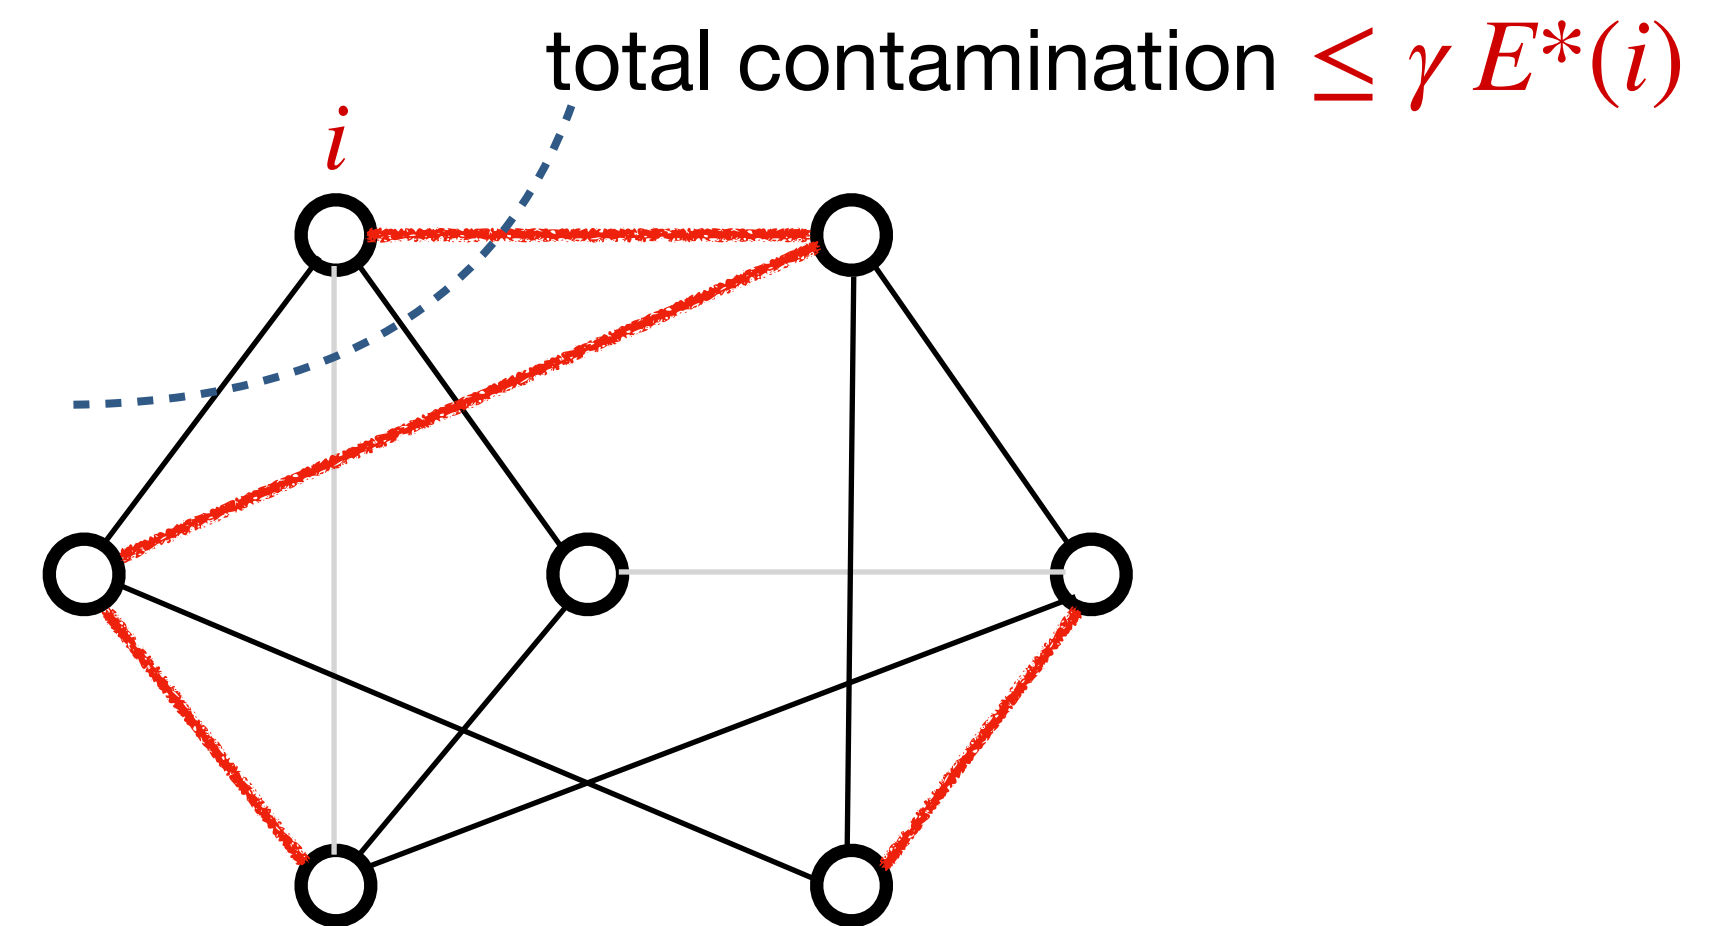 total contamination ≤ γ E*(i)
i